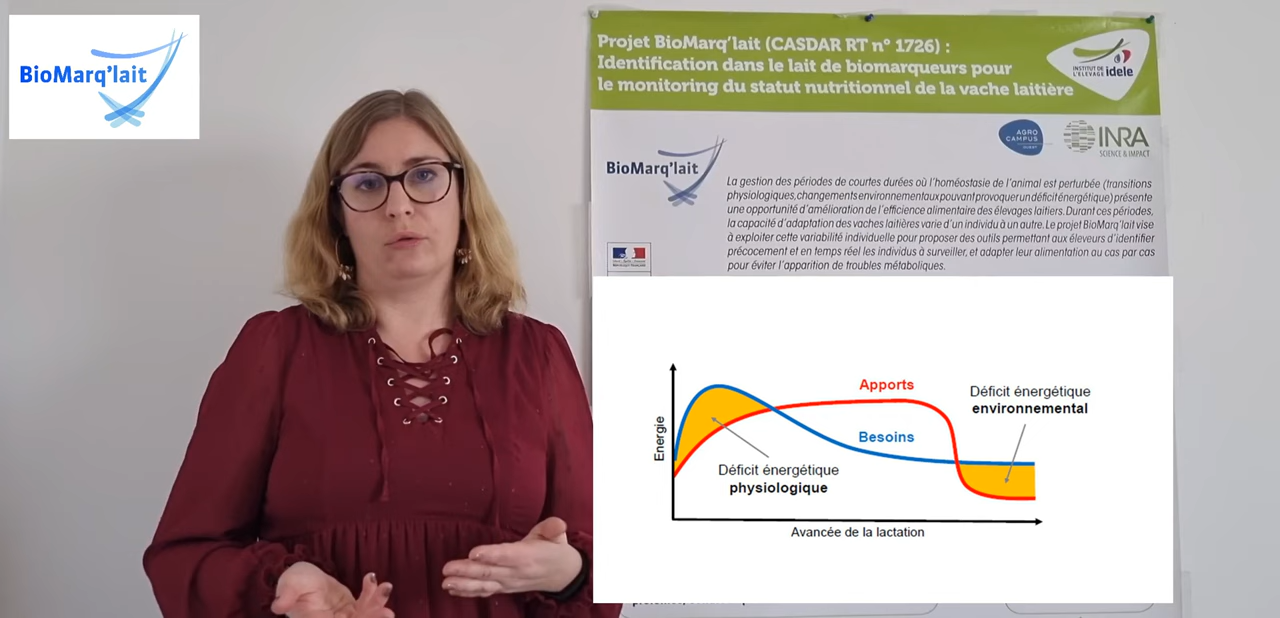 BioMarq'lait
Projet BioMarq'lait (CASDAR RT n° 1726) :
Identification dans le lait de biomarqueurs pour
le monitoring du statut nutritionnel de la vache laitière
INSTITUT DE
L'ÉLEVAGE idele
AGRO
CAMPUS
OUEST
INRA
SCIENCE & IMPACT
BioMarq'lait
La gestion des périodes de courtes durées où l'homéostasie de l'animal est perturbée (transitions
physiologiques, changements environnementaux pouvant provoquer un déficit énergétique) présente
une opportunité d'amélioration de l'efficience alimentaire des élevages laitiers. Durant ces périodes,
la capacité d'adaptation des vaches laitières varie d'un individu à un autre. Le projet BioMarq'lait vise
à exploiter cette variabilité individuelle pour proposer des outils permettant aux éleveurs d'identifier
précocement et en temps réel les individus à surveiller, et adapter leur alimentation au cas par cas
pour éviter l'apparition de troubles métaboliques.
Energie
Apports
Besoins
Déficit énergétique
environnemental
Déficit énergétique
physiologique
Avancée de la lactation